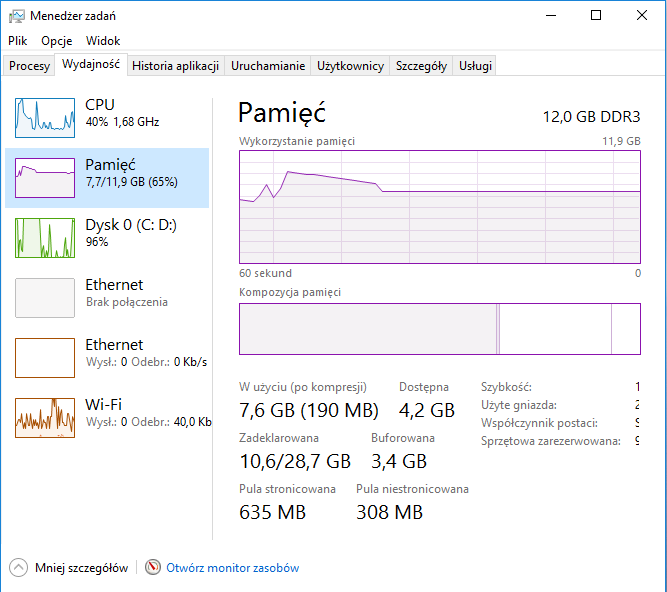 Menedżer zadań
Plik Opcje Widok
Procesy Wydajność Historia aplikacji Uruchamianie Użytkownicy Szczegóły Usługi
CPU
40% 1,68 GHz
Pamięć
7,7/11,9 GB (65%)
Dysk 0 (C: D:)
96%
Ethernet
Brak połączenia
Ethernet
Wysł.: 0 Odebr.: 0 Kb/s
Wi-Fi
Wysł.: 0 Odebr.: 40,0 Kb
Pamięć 12,0 GB DDR3
Wykorzystanie pamięci 11,9 GB
60 sekund 0
Kompozycja pamięci
W użyciu (po kompresji) Dostępna
7,6 GB (190 MB) 4,2 GB
Zadeklarowana Buforowana
10,6/28,7 GB 3,4 GB
Pula stronicowana Pula niestronicowana
635 MB 308 MB
Szybkość: 1
Użyte gniazda: 2
Współczynnik postaci: S
Sprzętowa zarezerwowana: 9
Mniej szczegółów Otwórz monitor zasobów